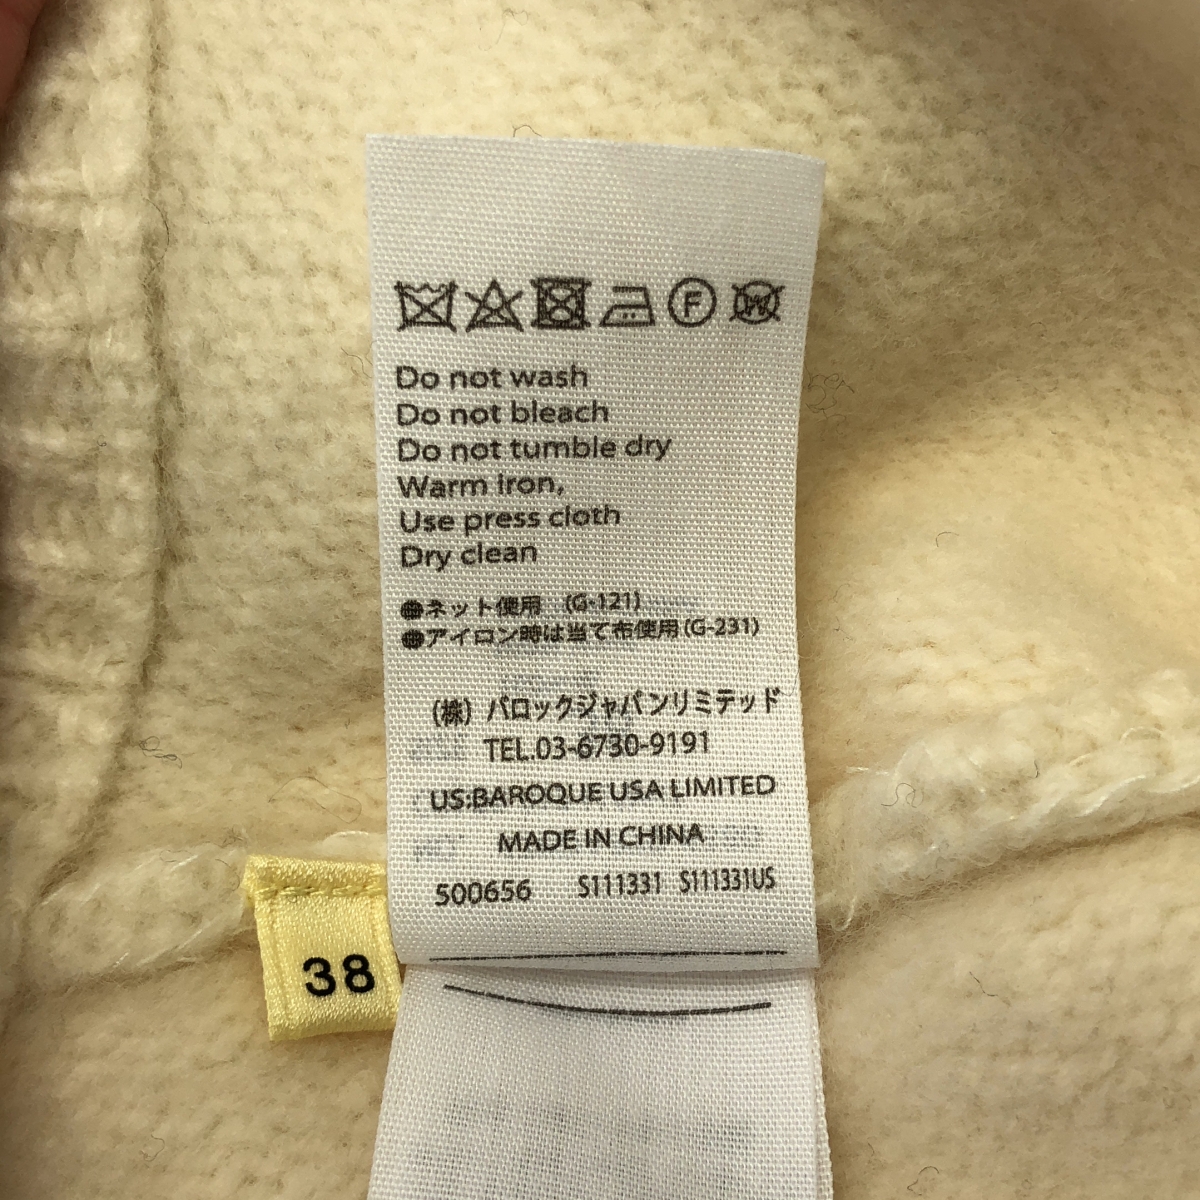 F W
Do not wash
Do not bleach
Do not tumble dry
Warm iron,
Use press cloth
Dry clean
●ネット使用 (G-121)
●アイロン時は当て布使用(G-231)
(株) バロックジャパンリミテッド
TEL.03-6730-9191
US:BAROQUE USA LIMITED
MADE IN CHINA
500656 S111331 S111331US
38